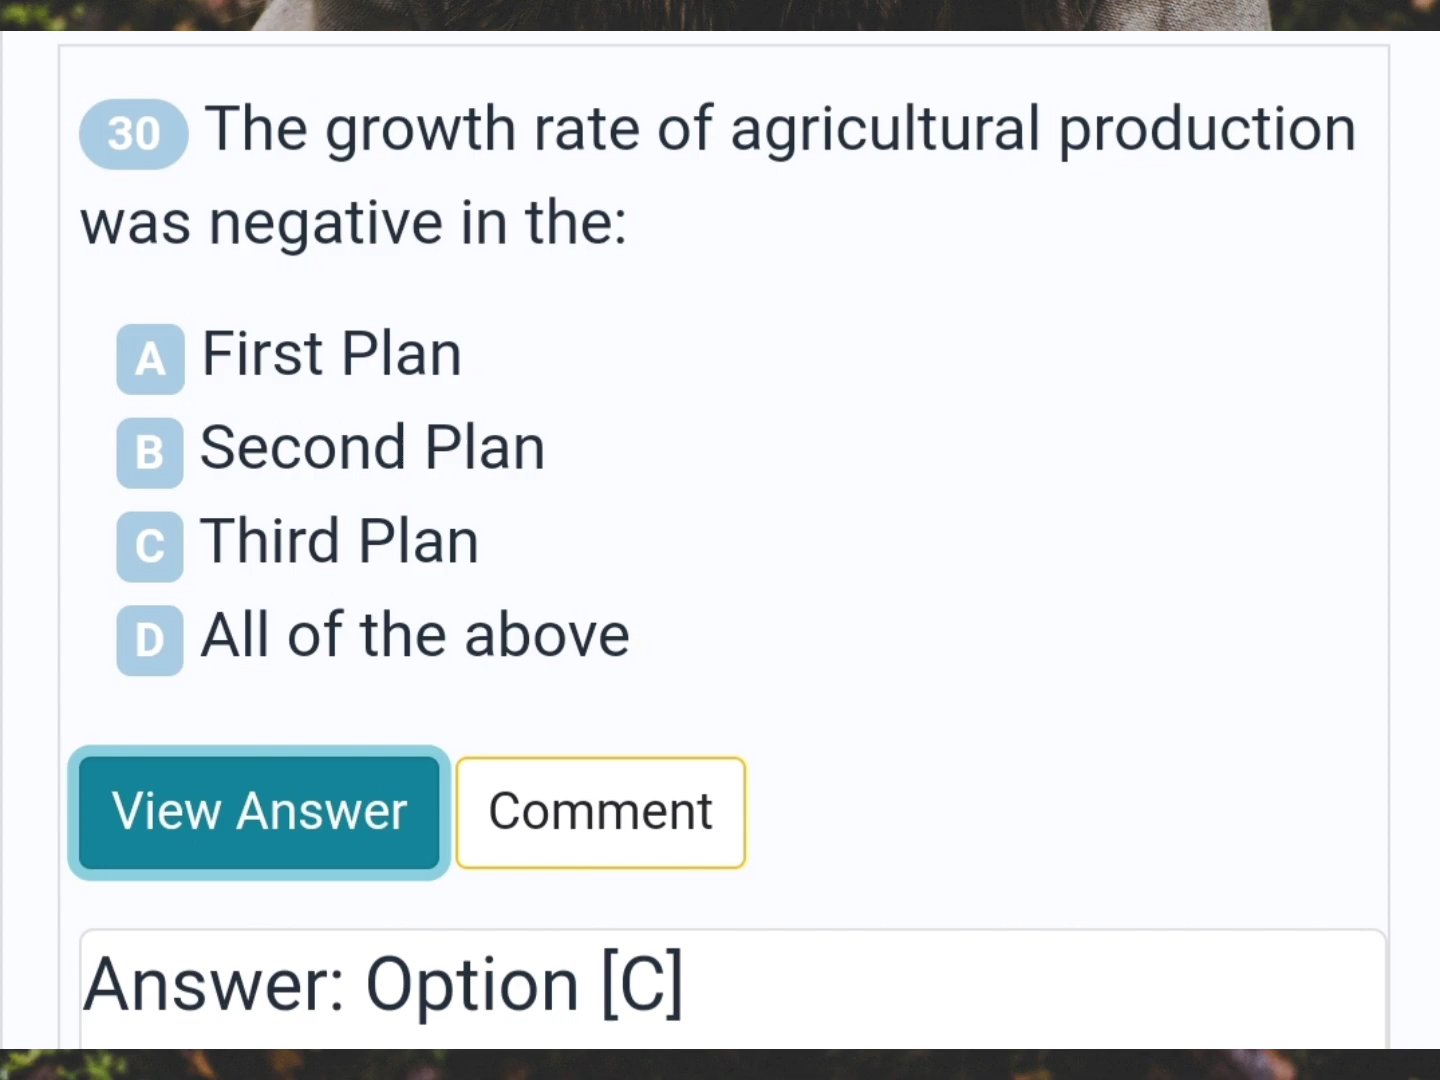 30 The growth rate of agricultural production
was negative in the:
A First Plan
B Second Plan
C Third Plan
D All of the above
View Answer Comment
Answer: Option [C]